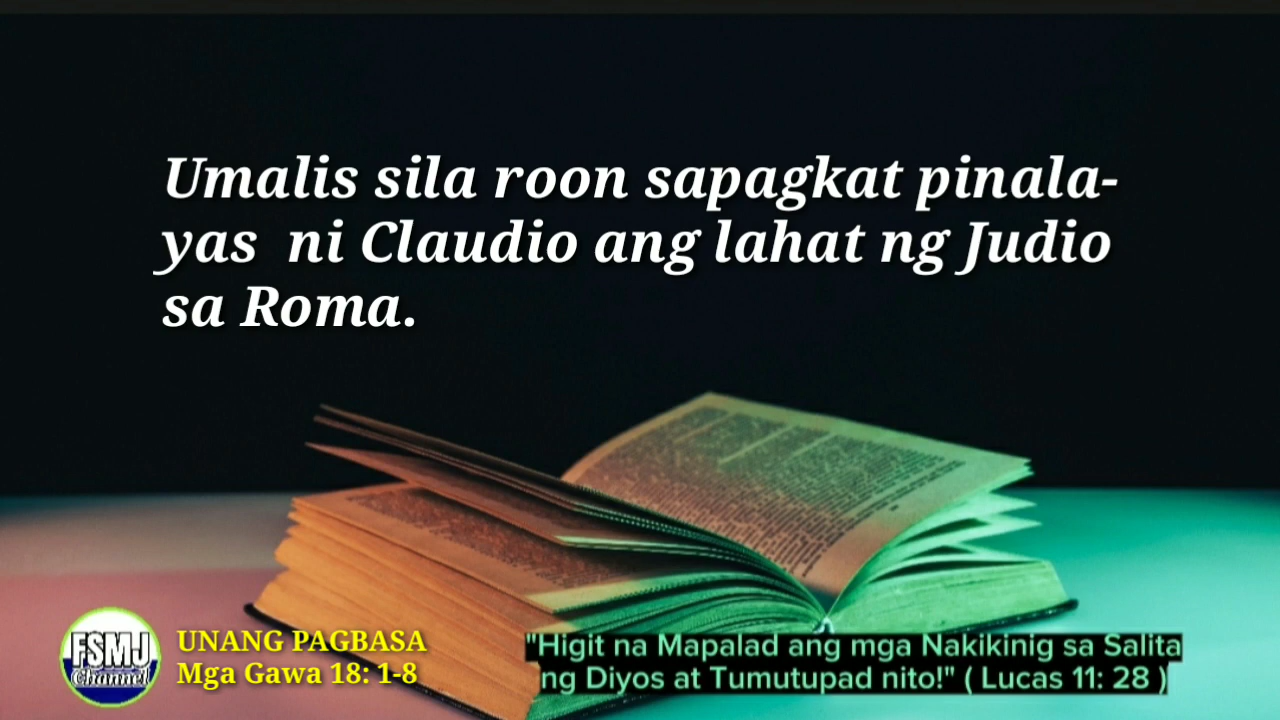 Umalis sila roon sapagkat pinala-
yas ni Claudio ang lahat ng Judio
sa Roma.
FSMJ
Channel
UNANG PAGBASA
Mga Gawa 18: 1-8
"Higit na Mapalad ang mga Nakikinig sa Salita
ng Diyos at Tumutupad nito!" ( Lucas 11: 28 )